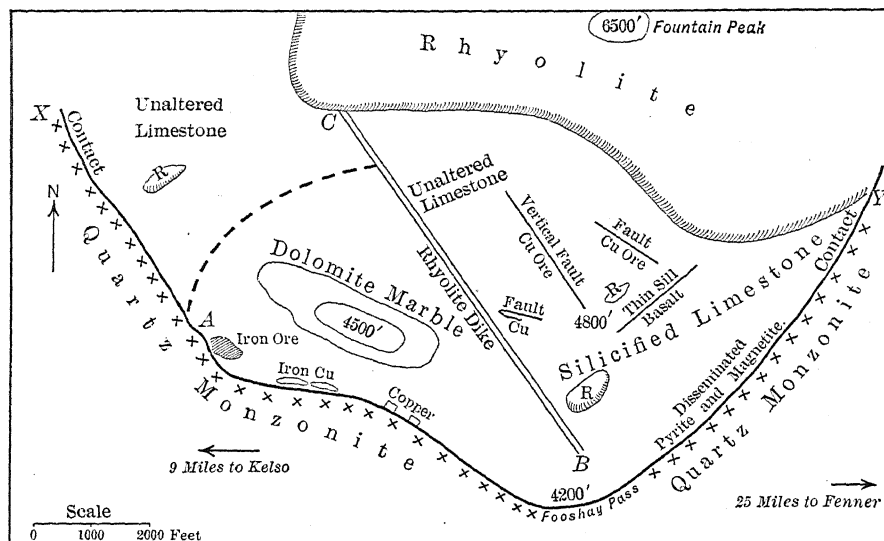 6500' Fountain Peak
Rhyolite
Unaltered
Limestone
X
Contact
C
R
N
Unaltered
Limestone
Vertical Fault
Cu Ore
Fault
Cu Ore
Y
Contact
Quartz Monzonite
Dolomite Marble
4500'
Rhyolite Dike
Fault
Cu
R
4800'
Thin Sill
Basalt
Silicified Limestone
A
Iron Ore
Iron Cu
Copper
R
Disseminated
Pyrite and Magnetite.
Quartz Monzonite
B
4200'
Fooshay Pass
9 Miles to Kelso
25 Miles to Fenner
Scale
0 1000 2000 Feet